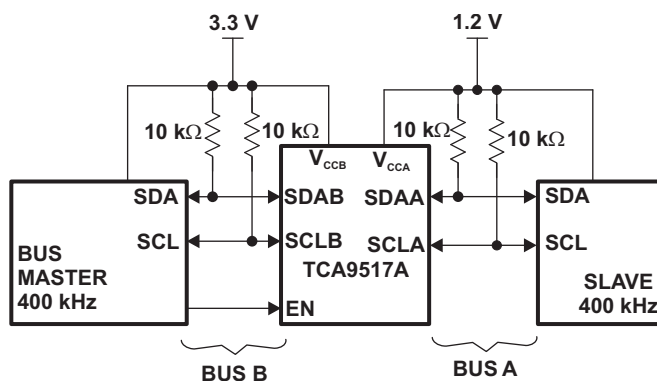 3.3 V
1.2 V
10 kΩ
10 kΩ
10 kΩ
10 kΩ
VCCB
VCCA
SDA
SDAB
SDAA
SDA
SCL
SCLB
SCLA
SCL
BUS
MASTER
400 kHz
TCA9517A
SLAVE
400 kHz
EN
BUS B
BUS A